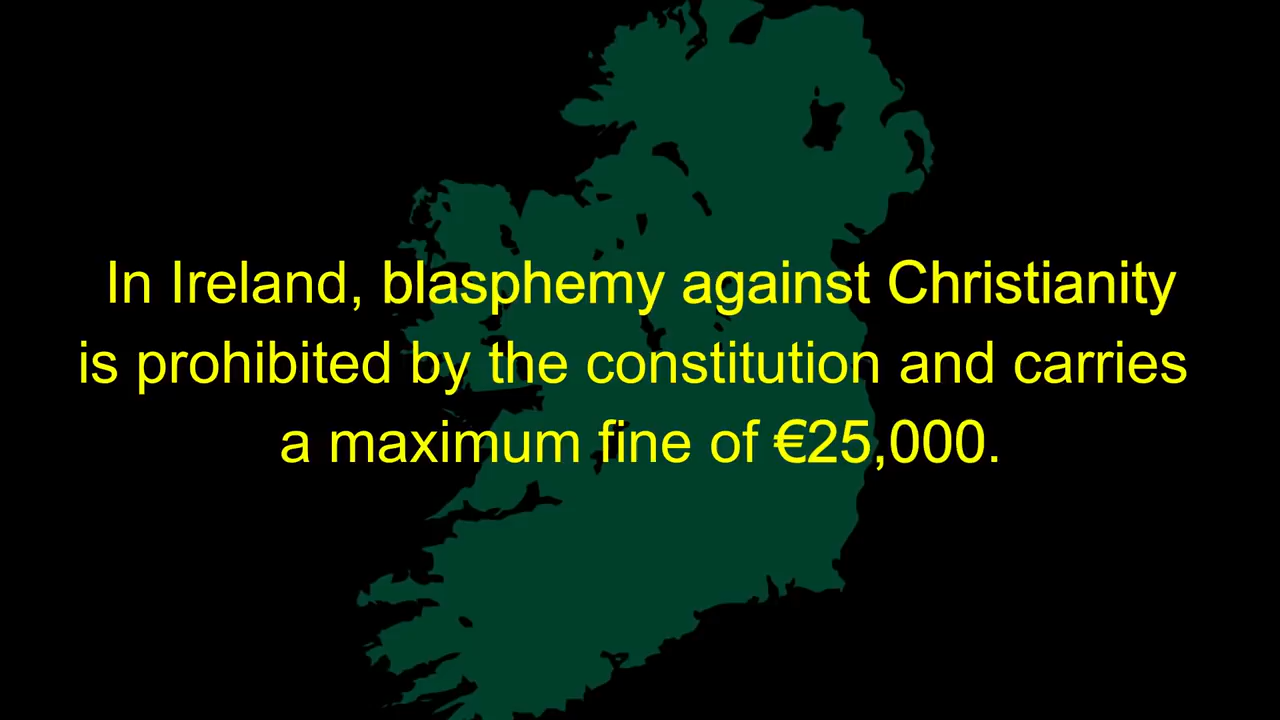 In Ireland, blasphemy against Christianity
is prohibited by the constitution and carries
a maximum fine of €25,000.